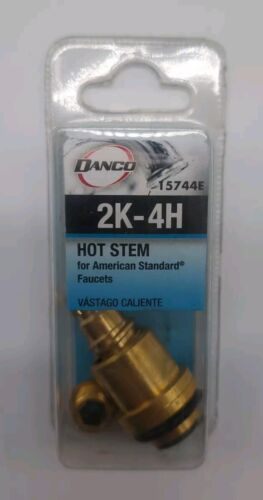 DANCO
15744E
2K-4H
HOT STEM
for American Standard®
Faucets
VÁSTAGO CALIENTE